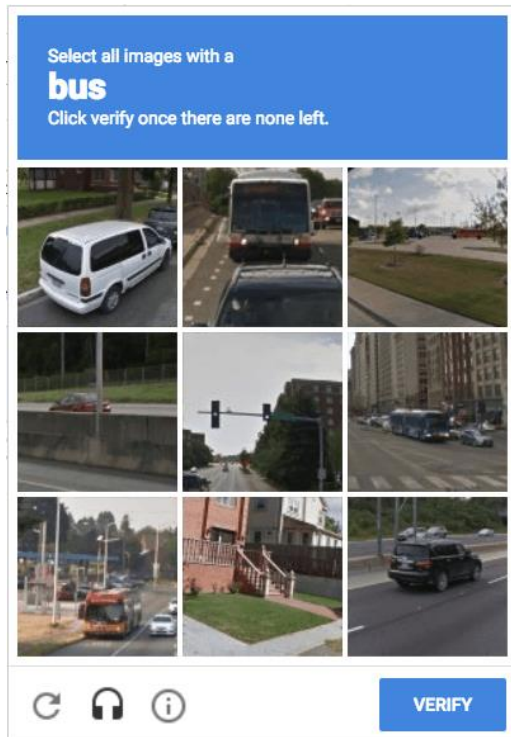 Select all images with a
bus
Click verify once there are none left.
VERIFY